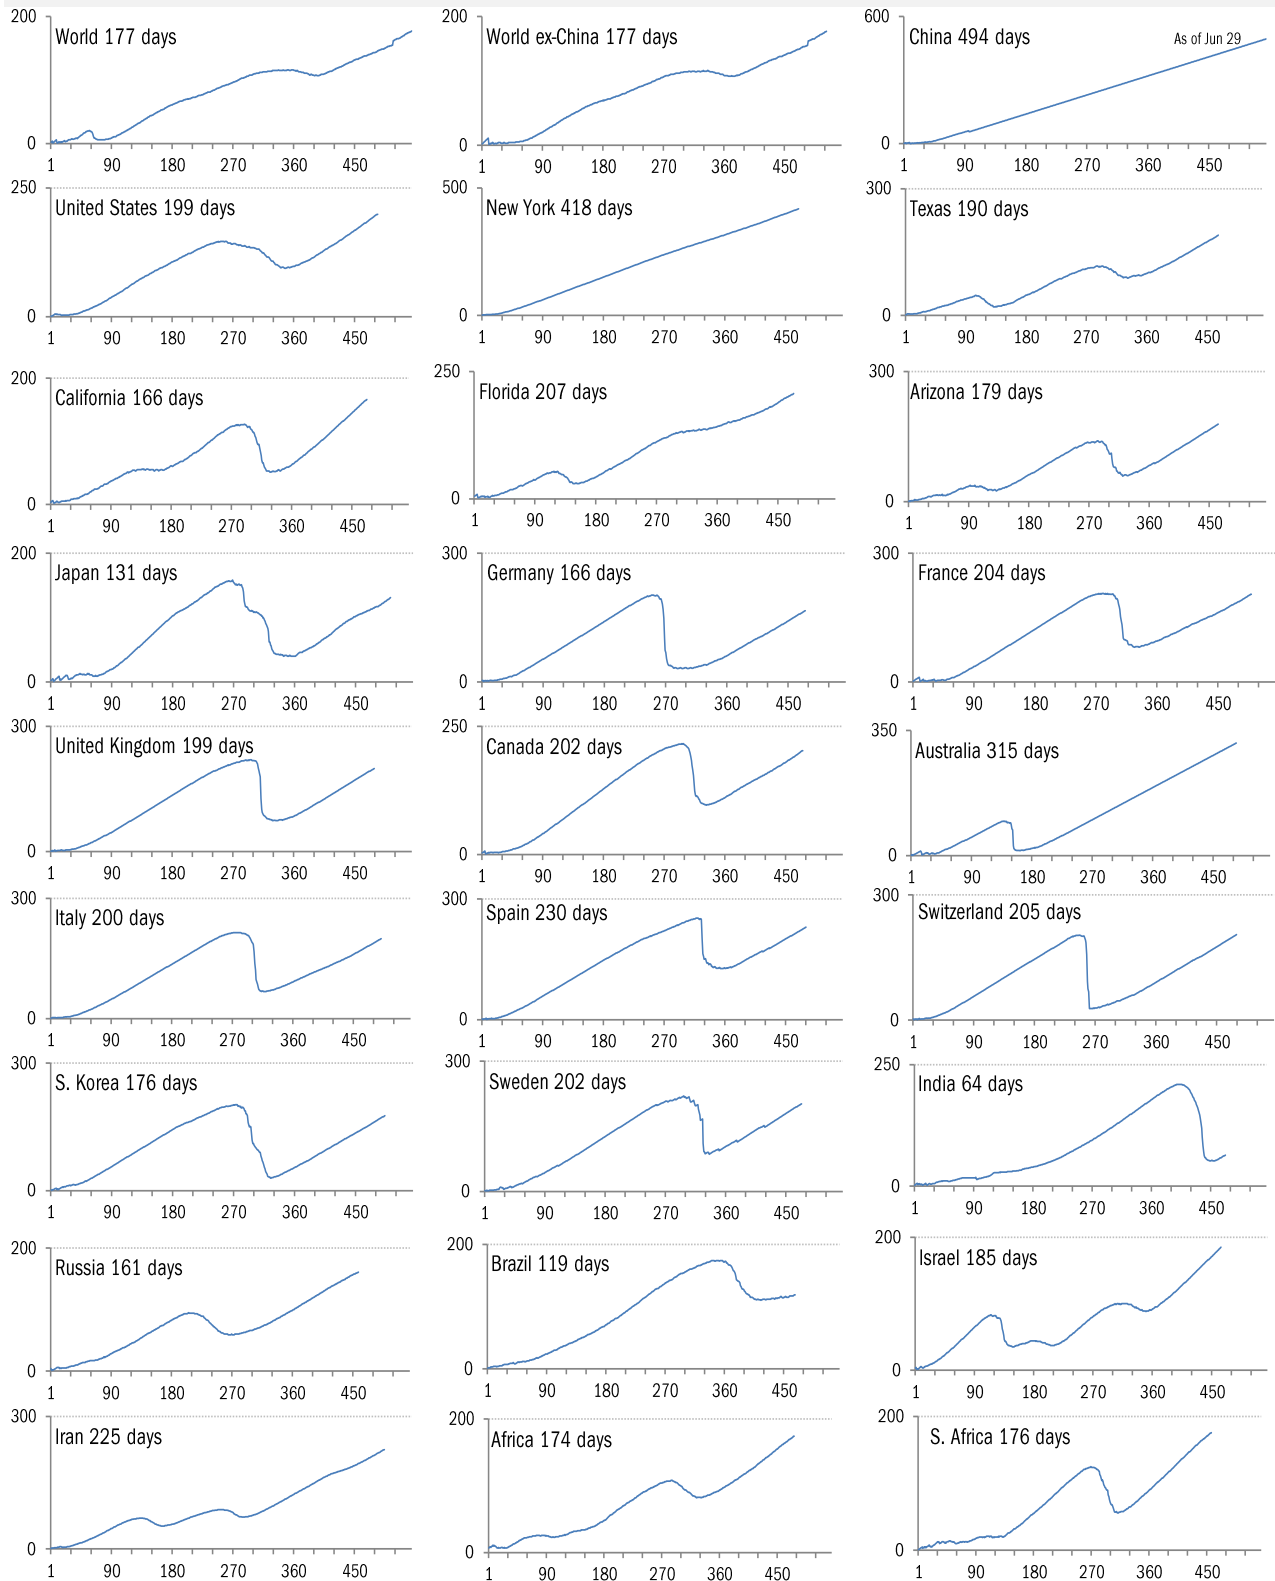 200
World 177 days
0
1 90 180 270 360 450
200
World ex-China 177 days
0
1 90 180 270 360 450
600
China 494 days
As of Jun 29
0
1 90 180 270 360 450
250
United States 199 days
0
1 90 180 270 360 450
500
New York 418 days
0
1 90 180 270 360 450
300
Texas 190 days
0
1 90 180 270 360 450
200
California 166 days
0
1 90 180 270 360 450
250
Florida 207 days
0
1 90 180 270 360 450
300
Arizona 179 days
0
1 90 180 270 360 450
200
Japan 131 days
0
1 90 180 270 360 450
300
Germany 166 days
0
1 90 180 270 360 450
300
France 204 days
0
1 90 180 270 360 450
300
United Kingdom 199 days
0
1 90 180 270 360 450
250
Canada 202 days
0
1 90 180 270 360 450
350
Australia 315 days
0
1 90 180 270 360 450
300
Italy 200 days
0
1 90 180 270 360 450
300
Spain 230 days
0
1 90 180 270 360 450
300
Switzerland 205 days
0
1 90 180 270 360 450
300
S. Korea 176 days
0
1 90 180 270 360 450
300
Sweden 202 days
0
1 90 180 270 360 450
250
India 64 days
0
1 90 180 270 360 450
200
Russia 161 days
0
1 90 180 270 360 450
200
Brazil 119 days
0
1 90 180 270 360 450
200
Israel 185 days
0
1 90 180 270 360 450
300
Iran 225 days
0
1 90 180 270 360 450
200
Africa 174 days
0
1 90 180 270 360 450
200
S. Africa 176 days
0
1 90 180 270 360 450